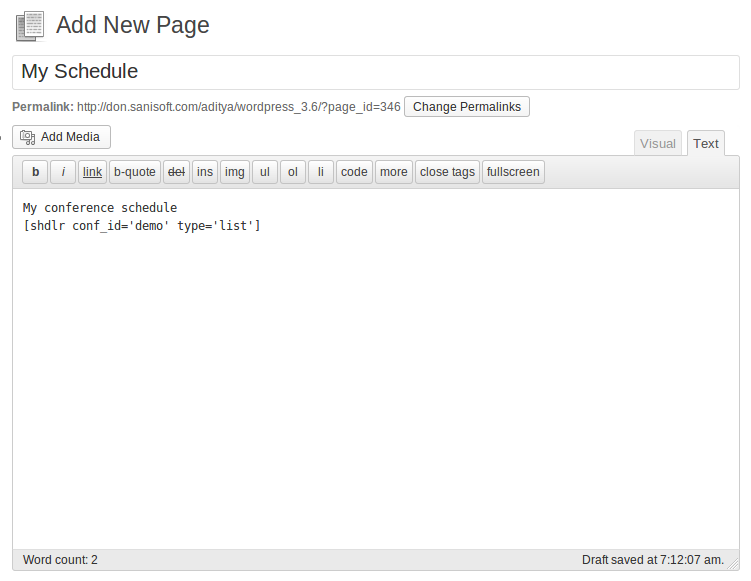 Add New Page
My Schedule
Permalink: http://don.sanisoft.com/aditya/wordpress_3.6/?page_id=346 Change Permalinks
Add Media
Visual Text
b i link b-quote del ins img ul ol li code more close tags fullscreen
My conference schedule
[shdlr conf_id='demo' type='list']
Word count: 2 Draft saved at 7:12:07 am.